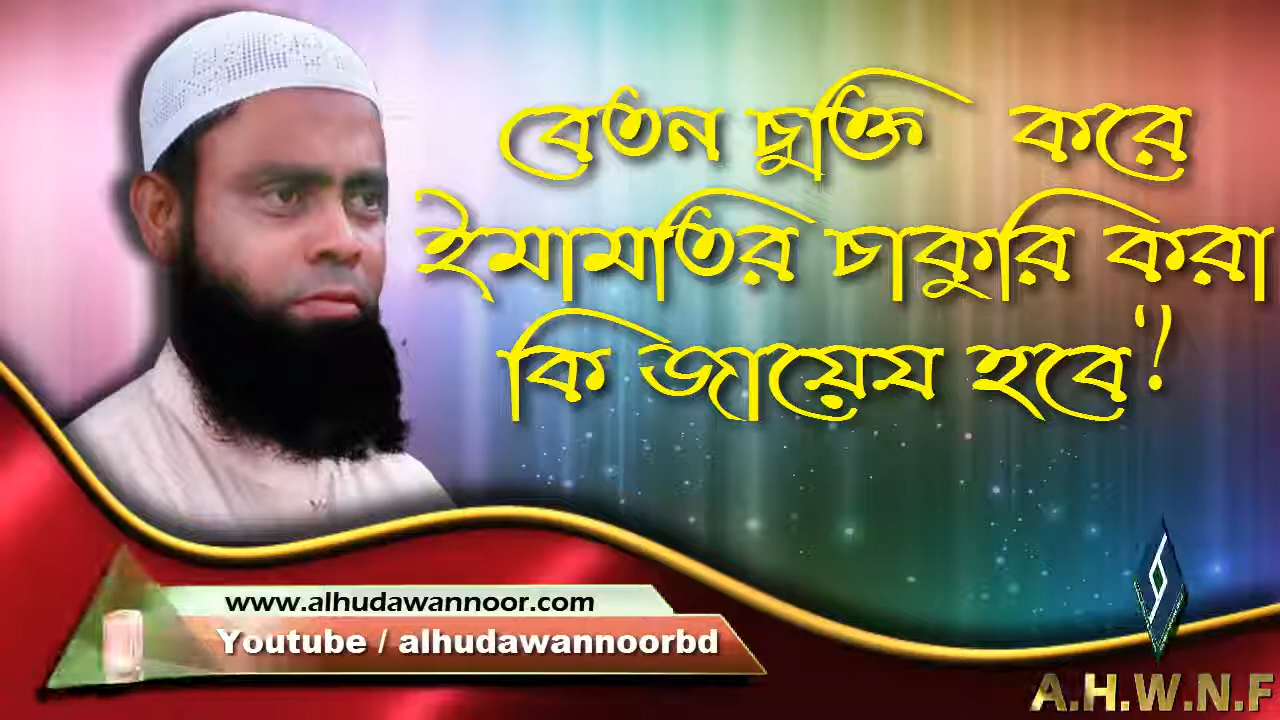 বেতন চুক্তি করে
ইমামতির চাকুরি করা
কি জায়েয হবে?
www.alhudawannoor.com
Youtube / alhudawannoorbd
A.H.W.N.F